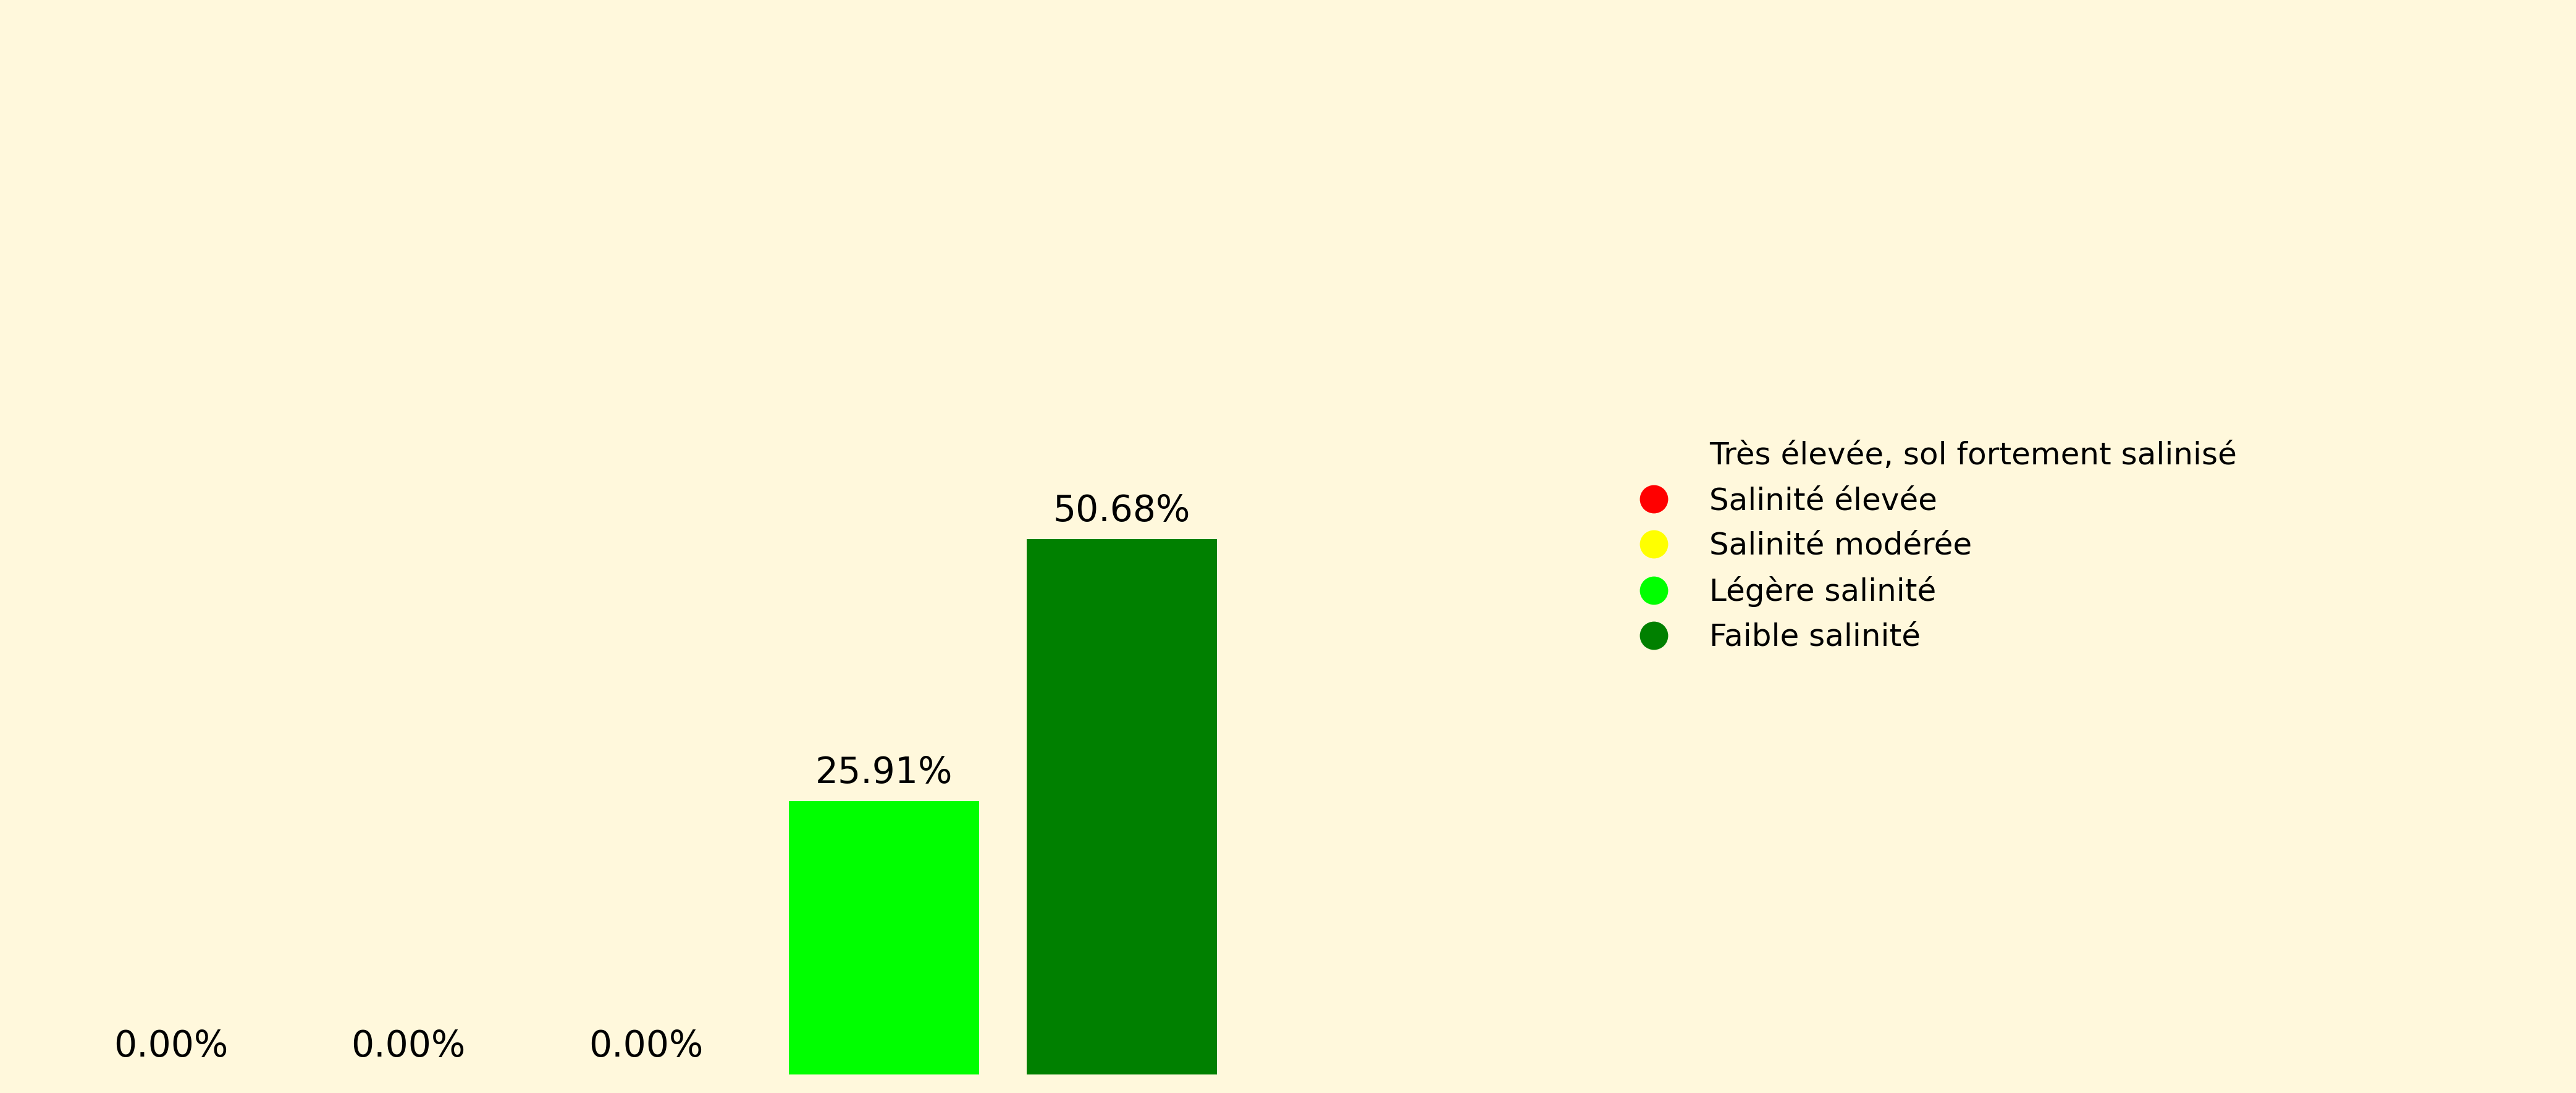 Très élevée, sol fortement salinisé
Salinité élevée
Salinité modérée
Légère salinité
Faible salinité
50.68%
25.91%
0.00%
0.00%
0.00%